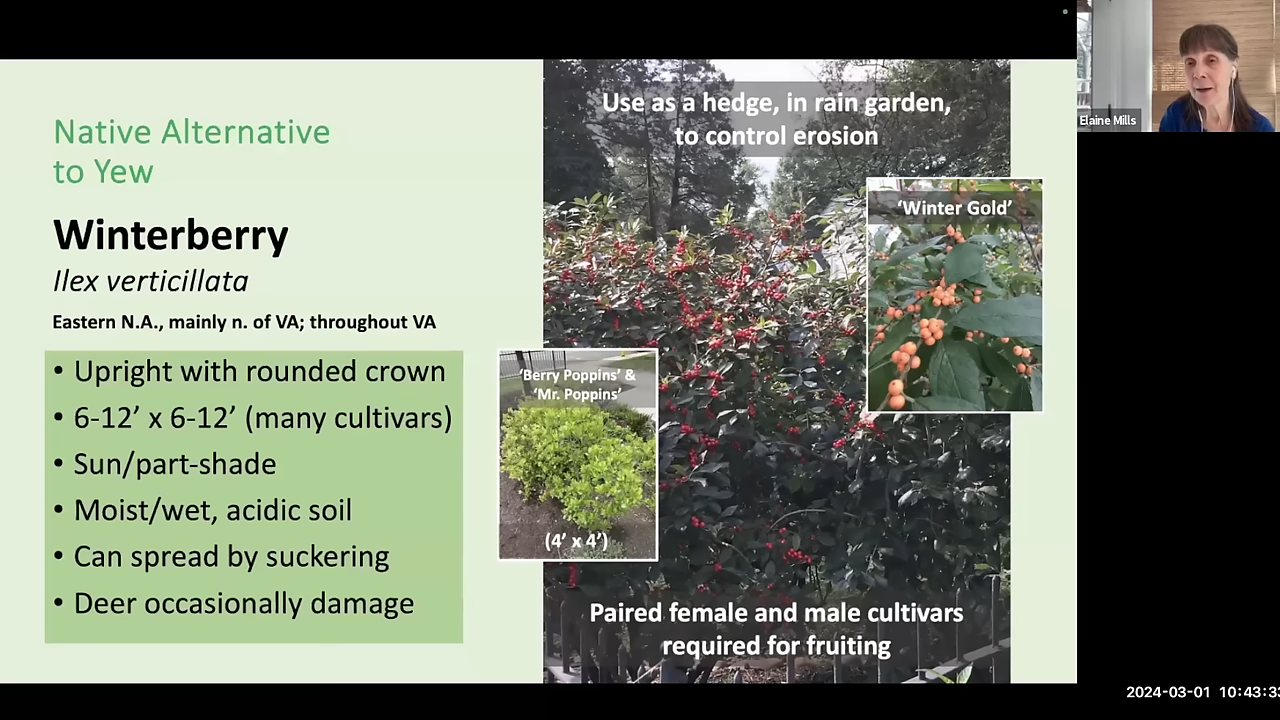 Native Alternative
to Yew
Winterberry
Ilex verticillata
Eastern N.A., mainly n. of VA; throughout VA
• Upright with rounded crown
• 6-12’ x 6-12’ (many cultivars)
• Sun/part-shade
• Moist/wet, acidic soil
• Can spread by suckering
• Deer occasionally damage
Use as a hedge, in rain garden,
to control erosion
‘Winter Gold’
‘Berry Poppins’ &
‘Mr. Poppins’
(4’ x 4’)
Paired female and male cultivars
required for fruiting
Elaine Mills
2024-03-01 10:43:33